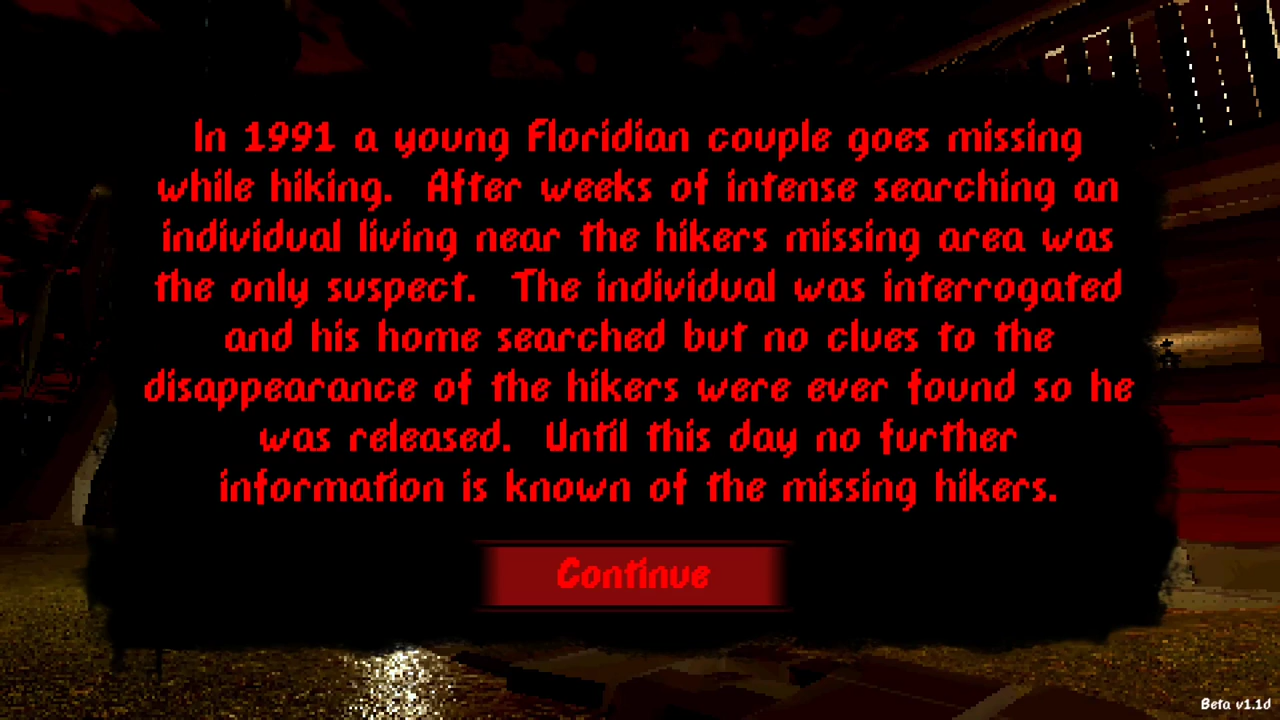 In 1991 a young Floridian couple goes missing
while hiking.  After weeks of intense searching an
individual living near the hikers missing area was
the only suspect.  The individual was interrogated
and his home searched but no clues to the
disappearance of the hikers were ever found so he
was released.  Until this day no further
information is known of the missing hikers.
Continue
Beta v1.1d